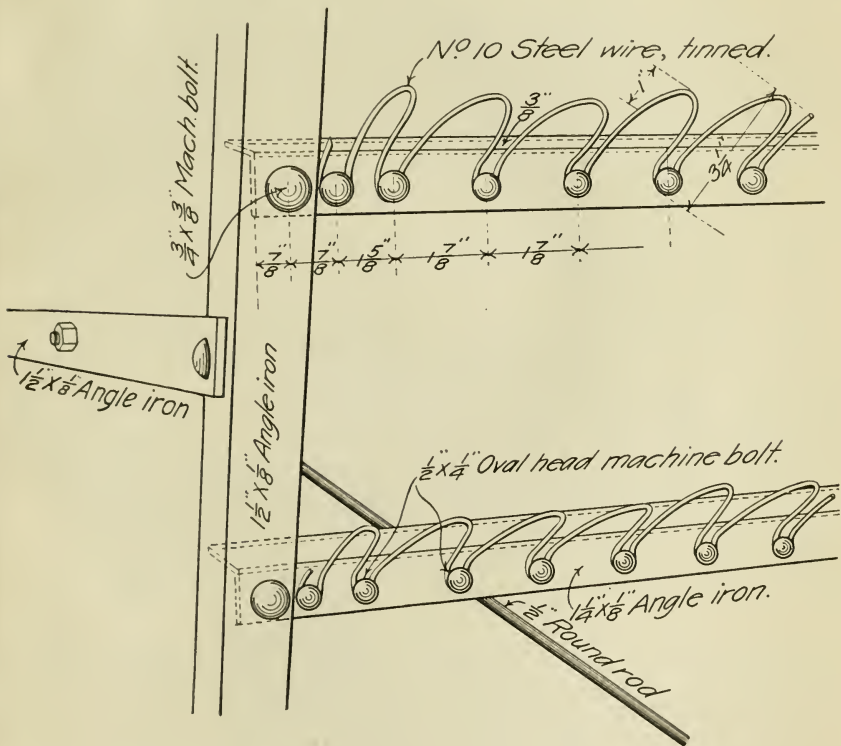 Nº 10 Steel wire, tinned.
3/4" x 3/8" Mach. bolt.
3/8"
1"
3 1/4"
7/8" 7/8" 1 5/8" 1 7/8" 1 7/8"
1 1/2" x 1/8" Angle iron
1 1/2" x 1/8" Angle iron
1/2" x 1/4" Oval head machine bolt.
1 1/4" x 1/8" Angle iron.
1/2" Round rod